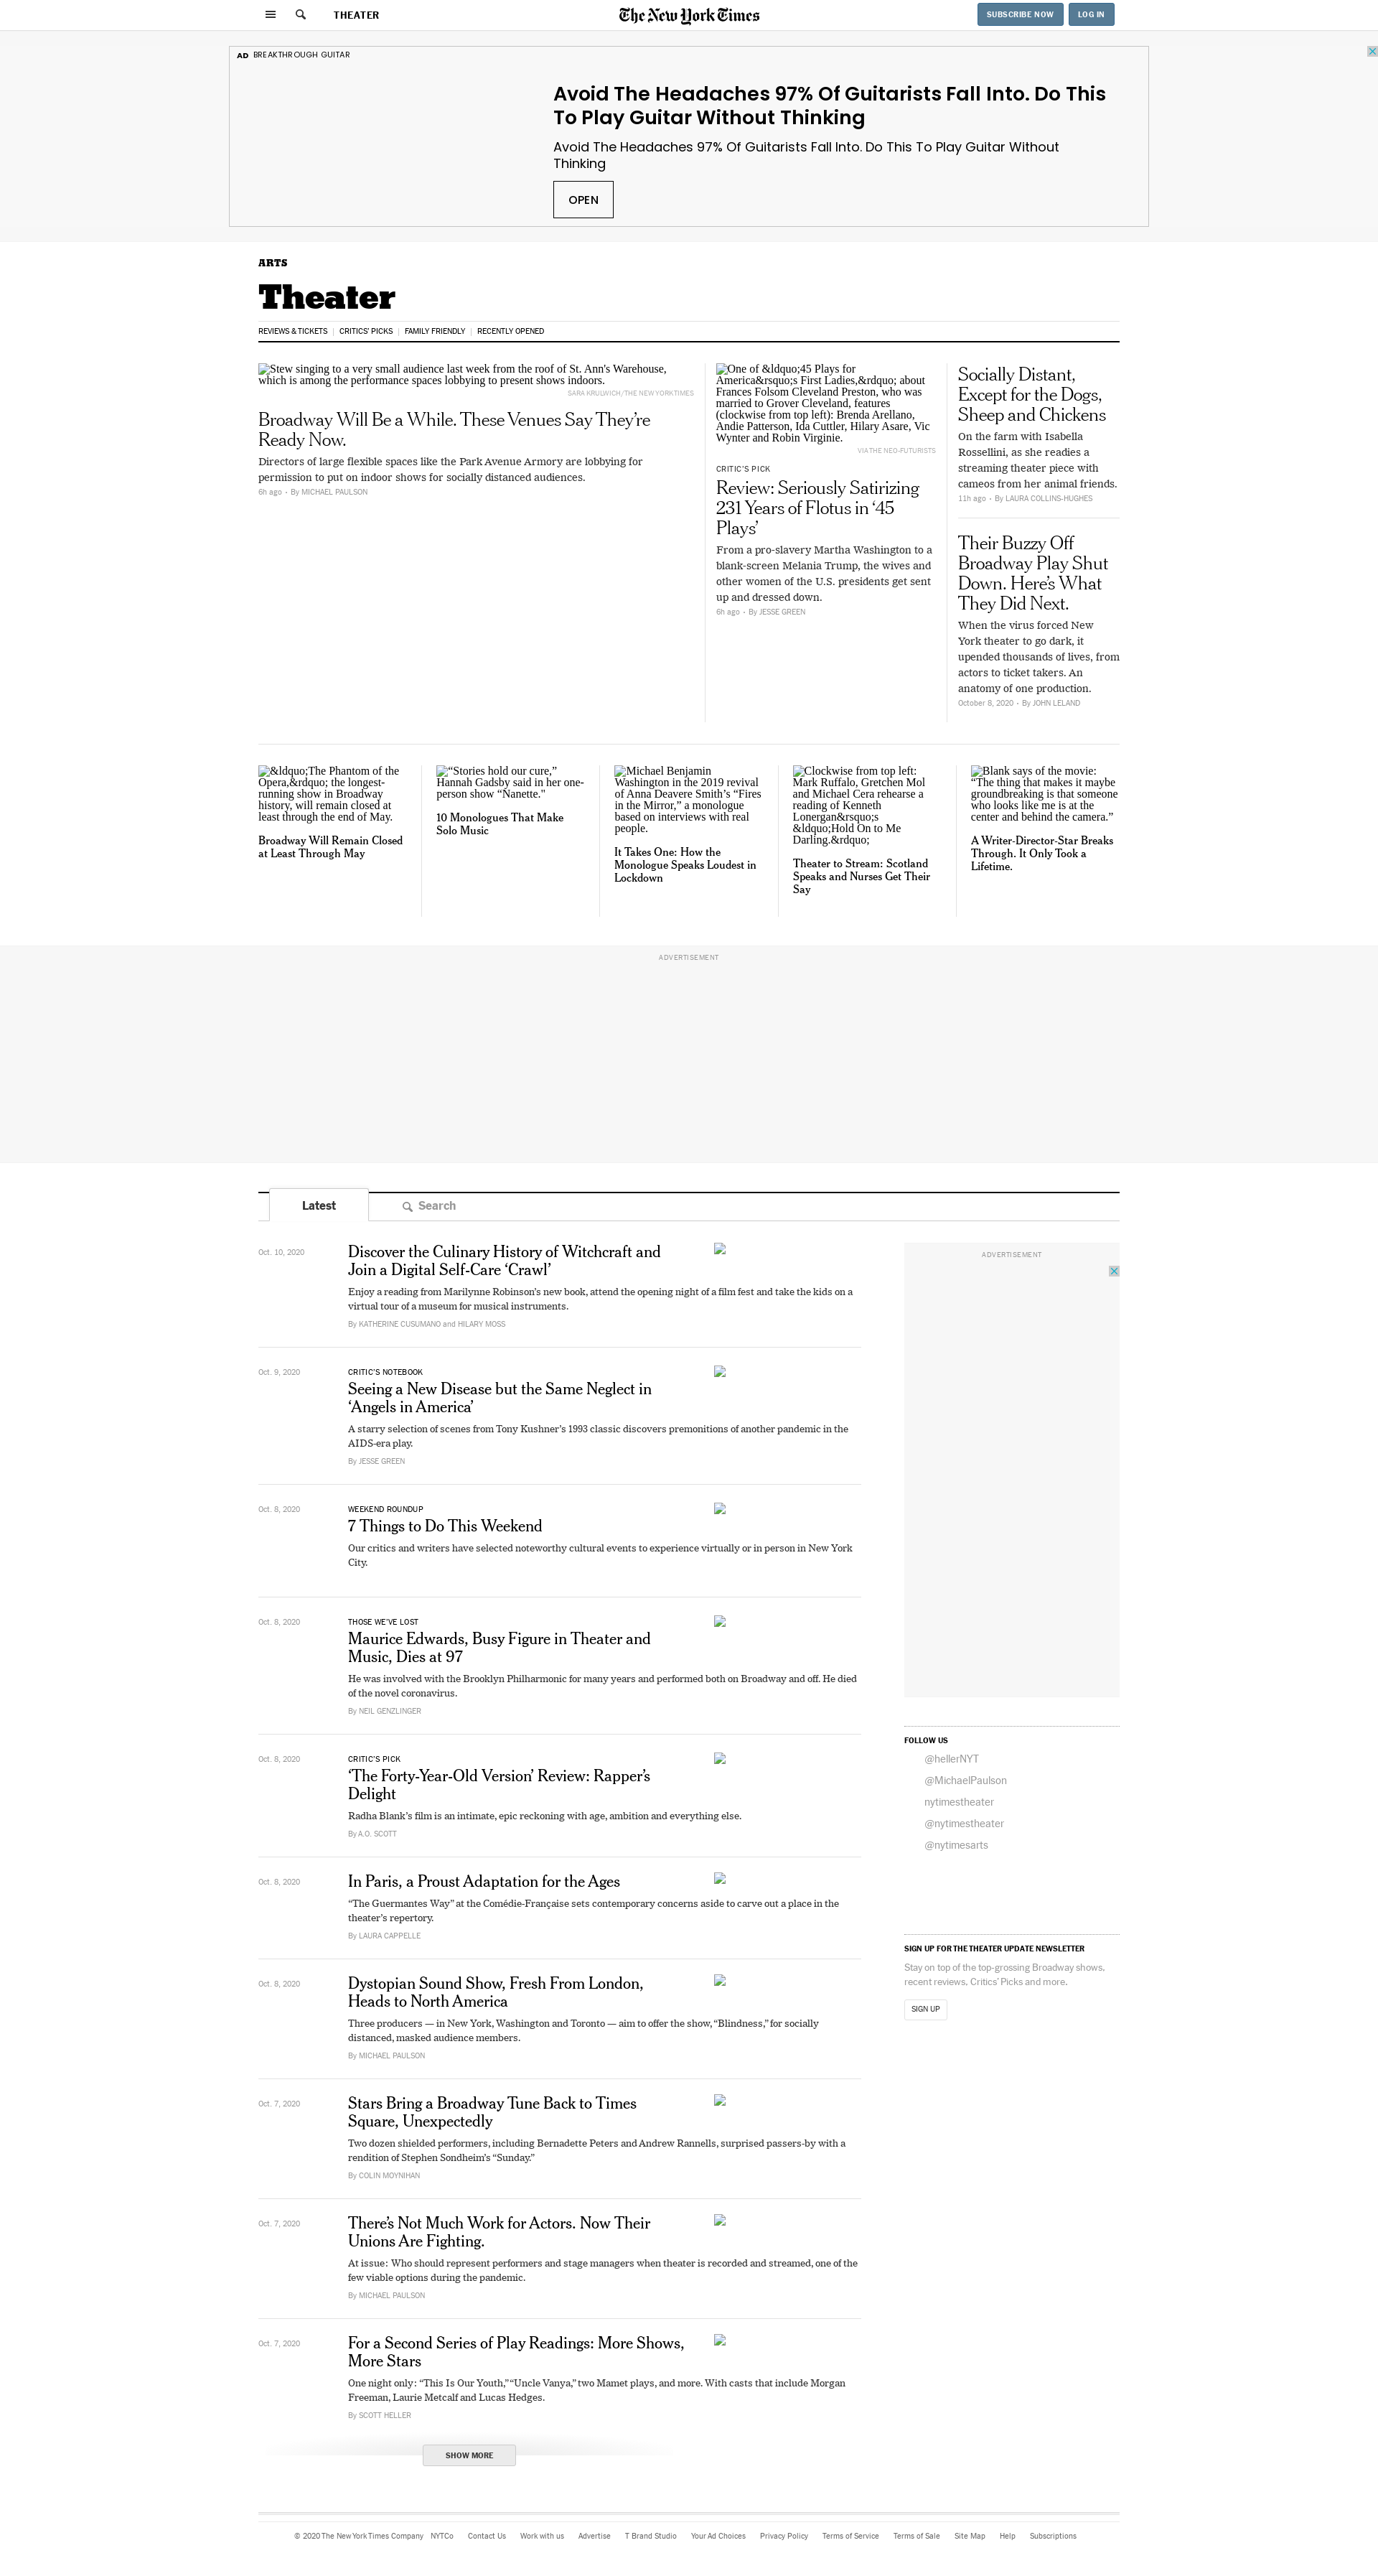 THEATER
The New York Times
SUBSCRIBE NOW
LOG IN
AD BREAKTHROUGH GUITAR
Avoid The Headaches 97% Of Guitarists Fall Into. Do This
To Play Guitar Without Thinking
Avoid The Headaches 97% Of Guitarists Fall Into. Do This To Play Guitar Without
Thinking
OPEN
ARTS
Theater
REVIEWS & TICKETS
CRITICS' PICKS
FAMILY FRIENDLY
RECENTLY OPENED
Stew singing to a very small audience last week from the roof of St. Ann's Warehouse,
which is among the performance spaces lobbying to present shows indoors.
SARA KRULWICH/THE NEW YORK TIMES
Broadway Will Be a While. These Venues Say They’re
Ready Now.
Directors of large flexible spaces like the Park Avenue Armory are lobbying for
permission to put on indoor shows for socially distanced audiences.
6h ago • By MICHAEL PAULSON
One of &ldquo;45 Plays for
America&rsquo;s First Ladies,&rdquo; about
Frances Folsom Cleveland Preston, who was
married to Grover Cleveland, features
(clockwise from top left): Brenda Arellano,
Andie Patterson, Ida Cuttler, Hilary Asare, Vic
Wynter and Robin Virginie.
VIA THE NEO-FUTURISTS
CRITIC’S PICK
Review: Seriously Satirizing
231 Years of Flotus in ‘45
Plays’
From a pro-slavery Martha Washington to a
blank-screen Melania Trump, the wives and
other women of the U.S. presidents get sent
up and dressed down.
6h ago • By JESSE GREEN
Socially Distant,
Except for the Dogs,
Sheep and Chickens
On the farm with Isabella
Rossellini, as she readies a
streaming theater piece with
cameos from her animal friends.
11h ago • By LAURA COLLINS-HUGHES
Their Buzzy Off
Broadway Play Shut
Down. Here’s What
They Did Next.
When the virus forced New
York theater to go dark, it
upended thousands of lives, from
actors to ticket takers. An
anatomy of one production.
October 8, 2020 • By JOHN LELAND
&ldquo;The Phantom of the
Opera,&rdquo; the longest-
running show in Broadway
history, will remain closed at
least through the end of May.
Broadway Will Remain Closed
at Least Through May
“Stories hold our cure,”
Hannah Gadsby said in her one-
person show “Nanette."
10 Monologues That Make
Solo Music
Michael Benjamin
Washington in the 2019 revival
of Anna Deavere Smith’s “Fires
in the Mirror,” a monologue
based on interviews with real
people.
It Takes One: How the
Monologue Speaks Loudest in
Lockdown
Clockwise from top left:
Mark Ruffalo, Gretchen Mol
and Michael Cera rehearse a
reading of Kenneth
Lonergan&rsquo;s
&ldquo;Hold On to Me
Darling.&rdquo;
Theater to Stream: Scotland
Speaks and Nurses Get Their
Say
Blank says of the movie:
“The thing that makes it maybe
groundbreaking is that someone
who looks like me is at the
center and behind the camera.”
A Writer-Director-Star Breaks
Through. It Only Took a
Lifetime.
ADVERTISEMENT
Latest
Search
Oct. 10, 2020
Discover the Culinary History of Witchcraft and
Join a Digital Self-Care ‘Crawl’
Enjoy a reading from Marilynne Robinson’s new book, attend the opening night of a film fest and take the kids on a
virtual tour of a museum for musical instruments.
By KATHERINE CUSUMANO and HILARY MOSS
Oct. 9, 2020
CRITIC’S NOTEBOOK
Seeing a New Disease but the Same Neglect in
‘Angels in America’
A starry selection of scenes from Tony Kushner’s 1993 classic discovers premonitions of another pandemic in the
AIDS-era play.
By JESSE GREEN
Oct. 8, 2020
WEEKEND ROUNDUP
7 Things to Do This Weekend
Our critics and writers have selected noteworthy cultural events to experience virtually or in person in New York
City.
Oct. 8, 2020
THOSE WE’VE LOST
Maurice Edwards, Busy Figure in Theater and
Music, Dies at 97
He was involved with the Brooklyn Philharmonic for many years and performed both on Broadway and off. He died
of the novel coronavirus.
By NEIL GENZLINGER
Oct. 8, 2020
CRITIC’S PICK
‘The Forty-Year-Old Version’ Review: Rapper’s
Delight
Radha Blank’s film is an intimate, epic reckoning with age, ambition and everything else.
By A.O. SCOTT
Oct. 8, 2020
In Paris, a Proust Adaptation for the Ages
“The Guermantes Way” at the Comédie-Française sets contemporary concerns aside to carve out a place in the
theater’s repertory.
By LAURA CAPPELLE
Oct. 8, 2020
Dystopian Sound Show, Fresh From London,
Heads to North America
Three producers — in New York, Washington and Toronto — aim to offer the show, “Blindness,” for socially
distanced, masked audience members.
By MICHAEL PAULSON
Oct. 7, 2020
Stars Bring a Broadway Tune Back to Times
Square, Unexpectedly
Two dozen shielded performers, including Bernadette Peters and Andrew Rannells, surprised passers-by with a
rendition of Stephen Sondheim’s “Sunday.”
By COLIN MOYNIHAN
Oct. 7, 2020
There’s Not Much Work for Actors. Now Their
Unions Are Fighting.
At issue: Who should represent performers and stage managers when theater is recorded and streamed, one of the
few viable options during the pandemic.
By MICHAEL PAULSON
Oct. 7, 2020
For a Second Series of Play Readings: More Shows,
More Stars
One night only: “This Is Our Youth,” “Uncle Vanya,” two Mamet plays, and more. With casts that include Morgan
Freeman, Laurie Metcalf and Lucas Hedges.
By SCOTT HELLER
SHOW MORE
ADVERTISEMENT
FOLLOW US
@hellerNYT
@MichaelPaulson
nytimestheater
@nytimestheater
@nytimesarts
SIGN UP FOR THE THEATER UPDATE NEWSLETTER
Stay on top of the top-grossing Broadway shows,
recent reviews, Critics’ Picks and more.
SIGN UP
© 2020 The New York Times Company NYTCo Contact Us Work with us Advertise T Brand Studio Your Ad Choices Privacy Policy Terms of Service Terms of Sale Site Map Help Subscriptions